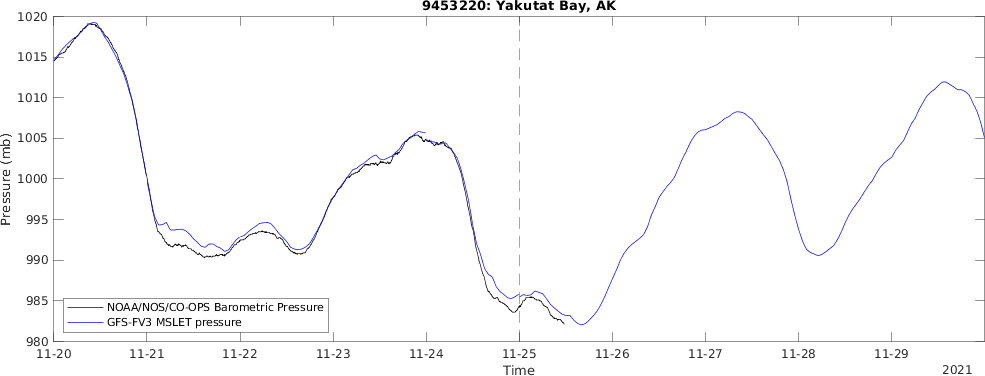 9453220: Yakutat Bay, AK
Pressure (mb)
1020
1015
1010
1005
1000
995
990
985
980
NOAA/NOS/CO-OPS Barometric Pressure
GFS-FV3 MSLET pressure
11-20 11-21 11-22 11-23 11-24 11-25 11-26 11-27 11-28 11-29
Time
2021